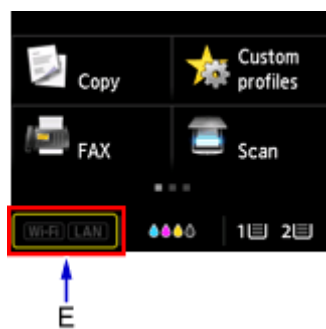 Copy
Custom
profiles
FAX
Scan
Wi-Fi LAN
1 2
E